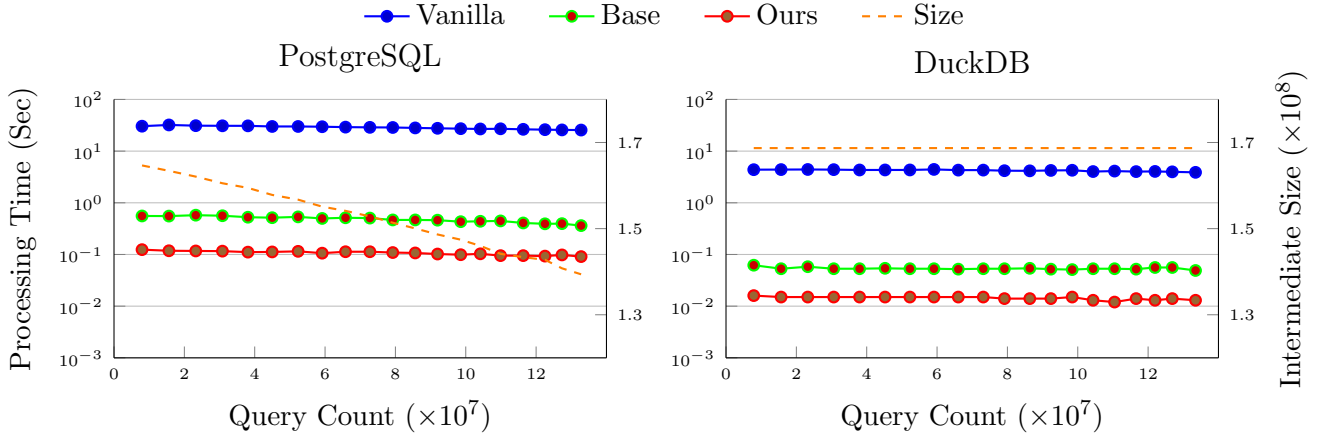 Vanilla Base Ours Size
PostgreSQL
DuckDB
Processing Time (Sec)
10^2
10^1
10^0
10^−1
10^−2
10^−3
1.7
1.5
1.3
0 2 4 6 8 10 12
Query Count (×10^7)
10^2
10^1
10^0
10^−1
10^−2
10^−3
1.7
1.5
1.3
0 2 4 6 8 10 12
Query Count (×10^7)
Intermediate Size (×10^8)